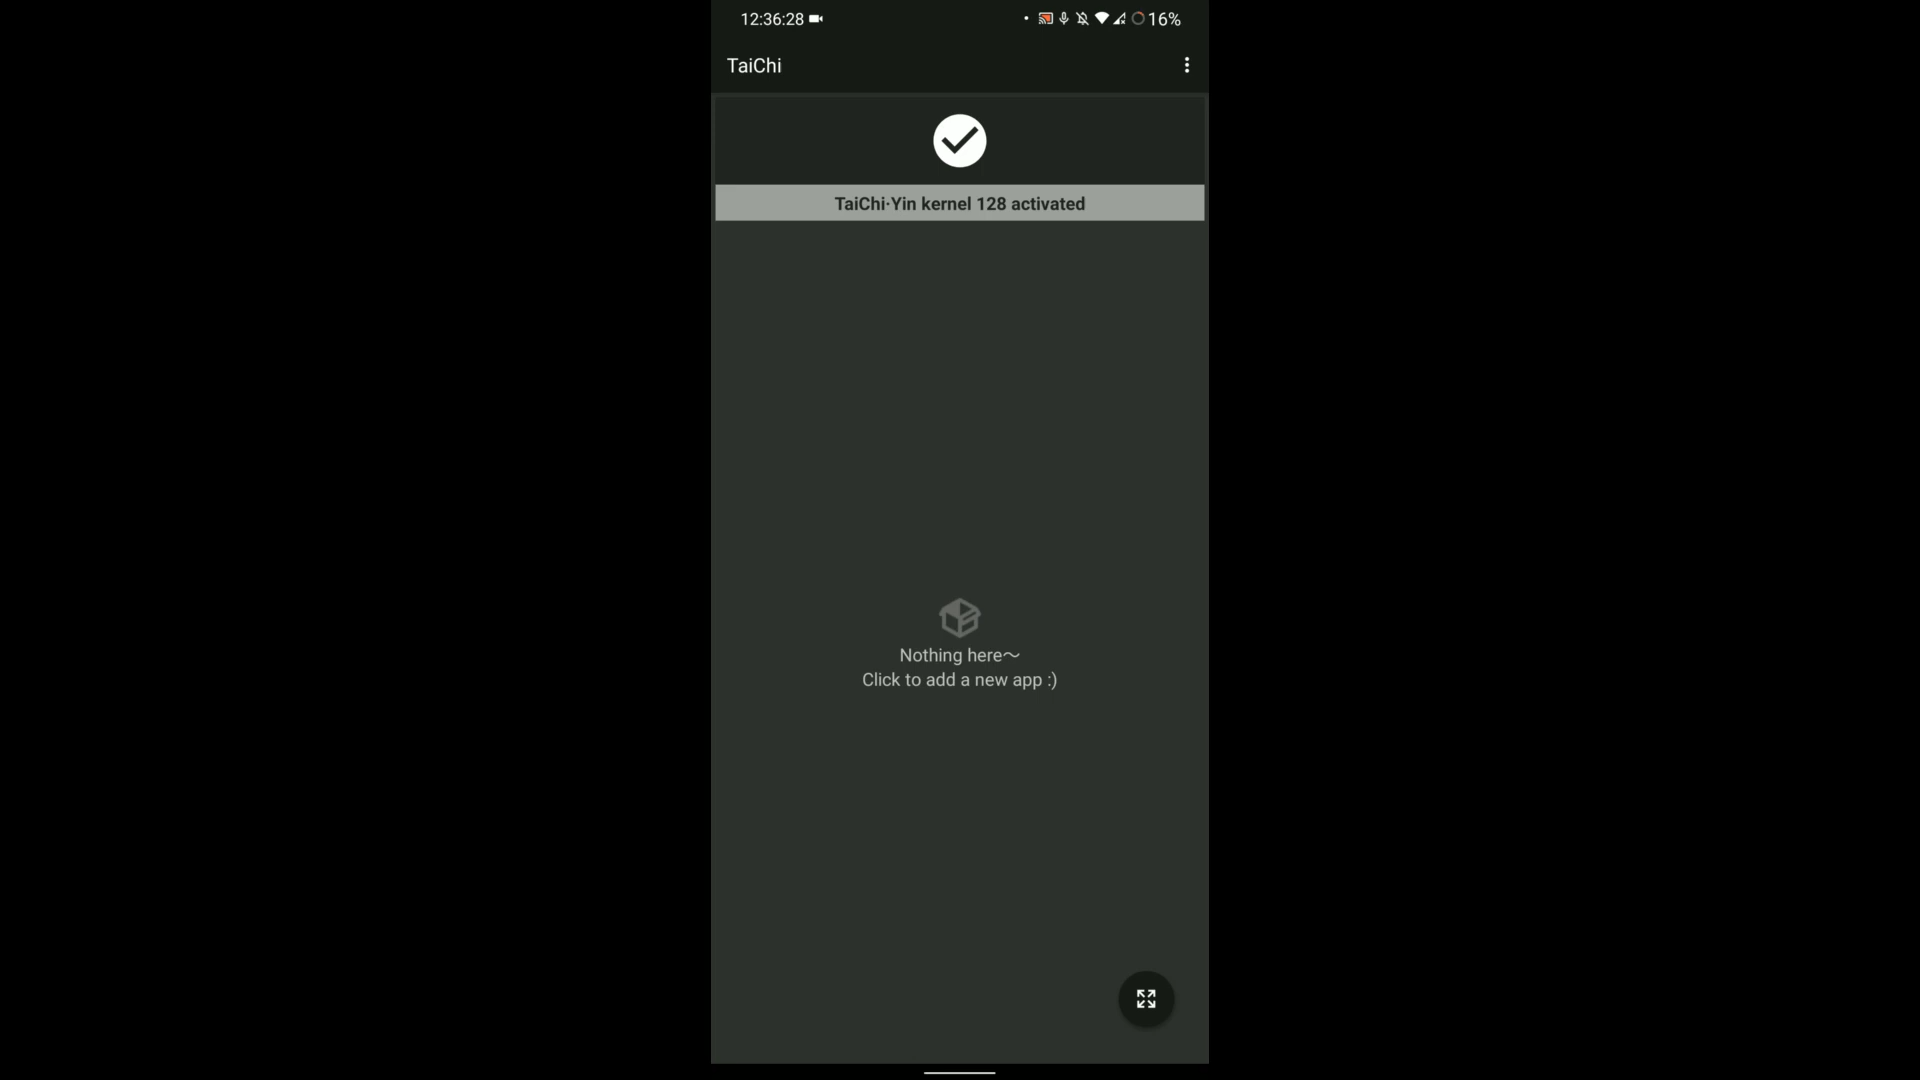 12:36:28
16%
TaiChi
TaiChi·Yin kernel 128 activated
Nothing here～
Click to add a new app :)